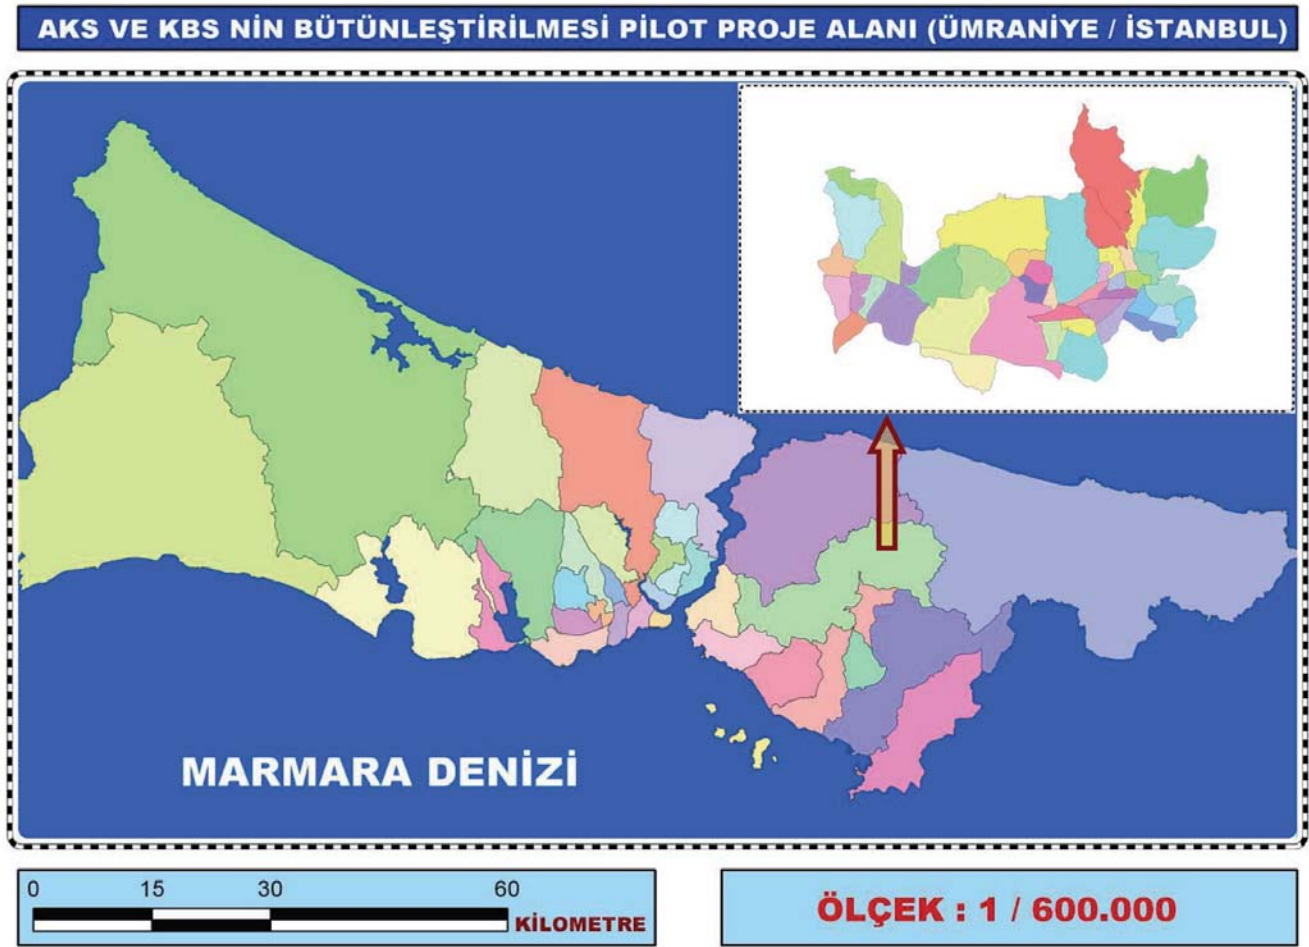 AKS VE KBS NIN BÜTÜNLEŞTİRİLMESİ PİLOT PROJE ALANI (ÜMRANİYE / İSTANBUL)
MARMARA DENİZİ
0 15 30 60
KİLOMETRE
ÖLÇEK : 1 / 600.000